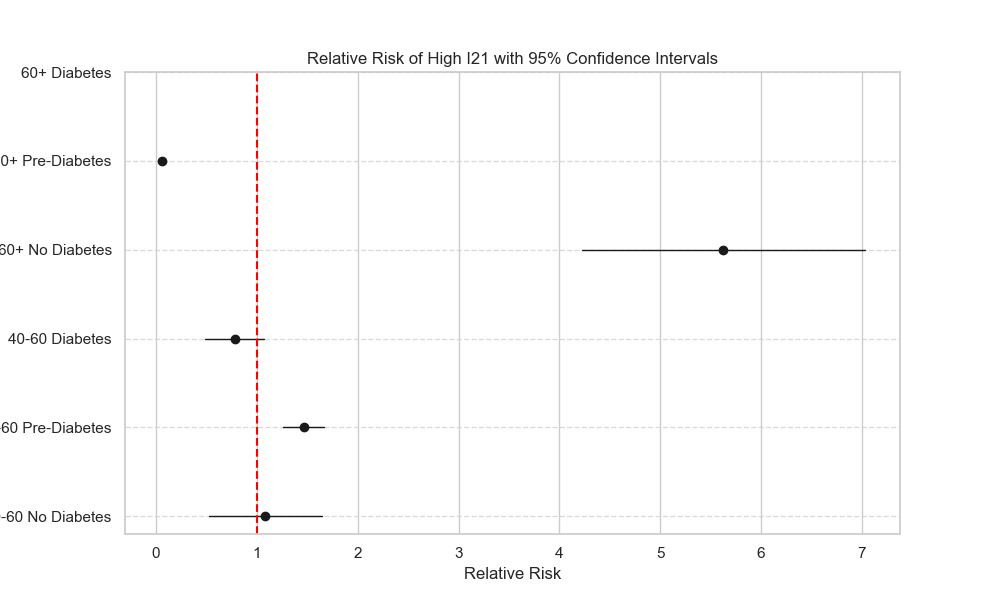 Relative Risk of High I21 with 95% Confidence Intervals
60+ Diabetes
0+ Pre-Diabetes
60+ No Diabetes
40-60 Diabetes
-60 Pre-Diabetes
-60 No Diabetes
0 1 2 3 4 5 6 7
Relative Risk